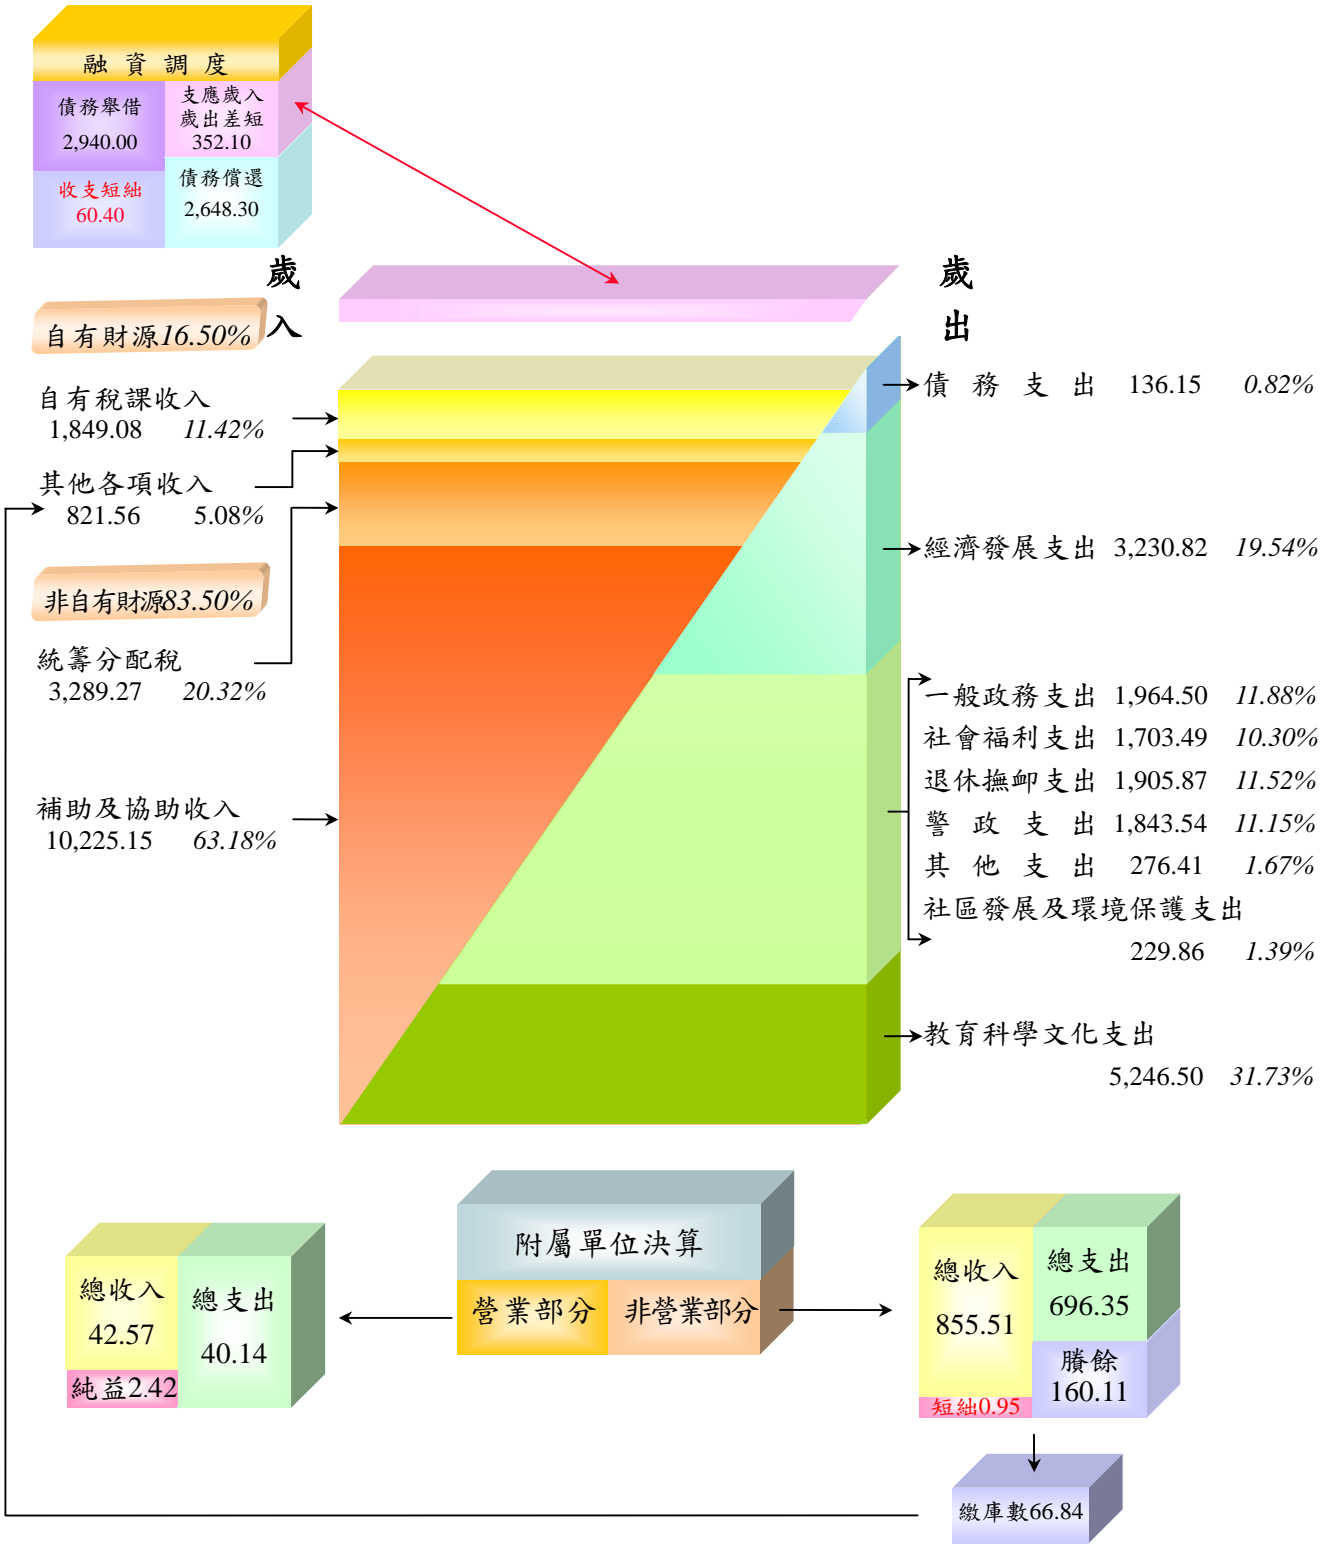 融資調度
債務舉借
2,940.00
支應歲入
歲出差短
352.10
收支短絀
60.40
債務償還
2,648.30
歲入
自有財源16.50%
自有稅課收入
1,849.08 11.42%
其他各項收入
821.56 5.08%
非自有財源83.50%
統籌分配稅
3,289.27 20.32%
補助及協助收入
10,225.15 63.18%
歲出
債務支出 136.15 0.82%
經濟發展支出 3,230.82 19.54%
一般政務支出 1,964.50 11.88%
社會福利支出 1,703.49 10.30%
退休撫卹支出 1,905.87 11.52%
警政支出 1,843.54 11.15%
其他支出 276.41 1.67%
社區發展及環境保護支出
229.86 1.39%
教育科學文化支出
5,246.50 31.73%
附屬單位決算
營業部分
非營業部分
總收入
42.57
純益2.42
總支出
40.14
總收入
855.51
短絀0.95
總支出
696.35
賸餘
160.11
繳庫數66.84